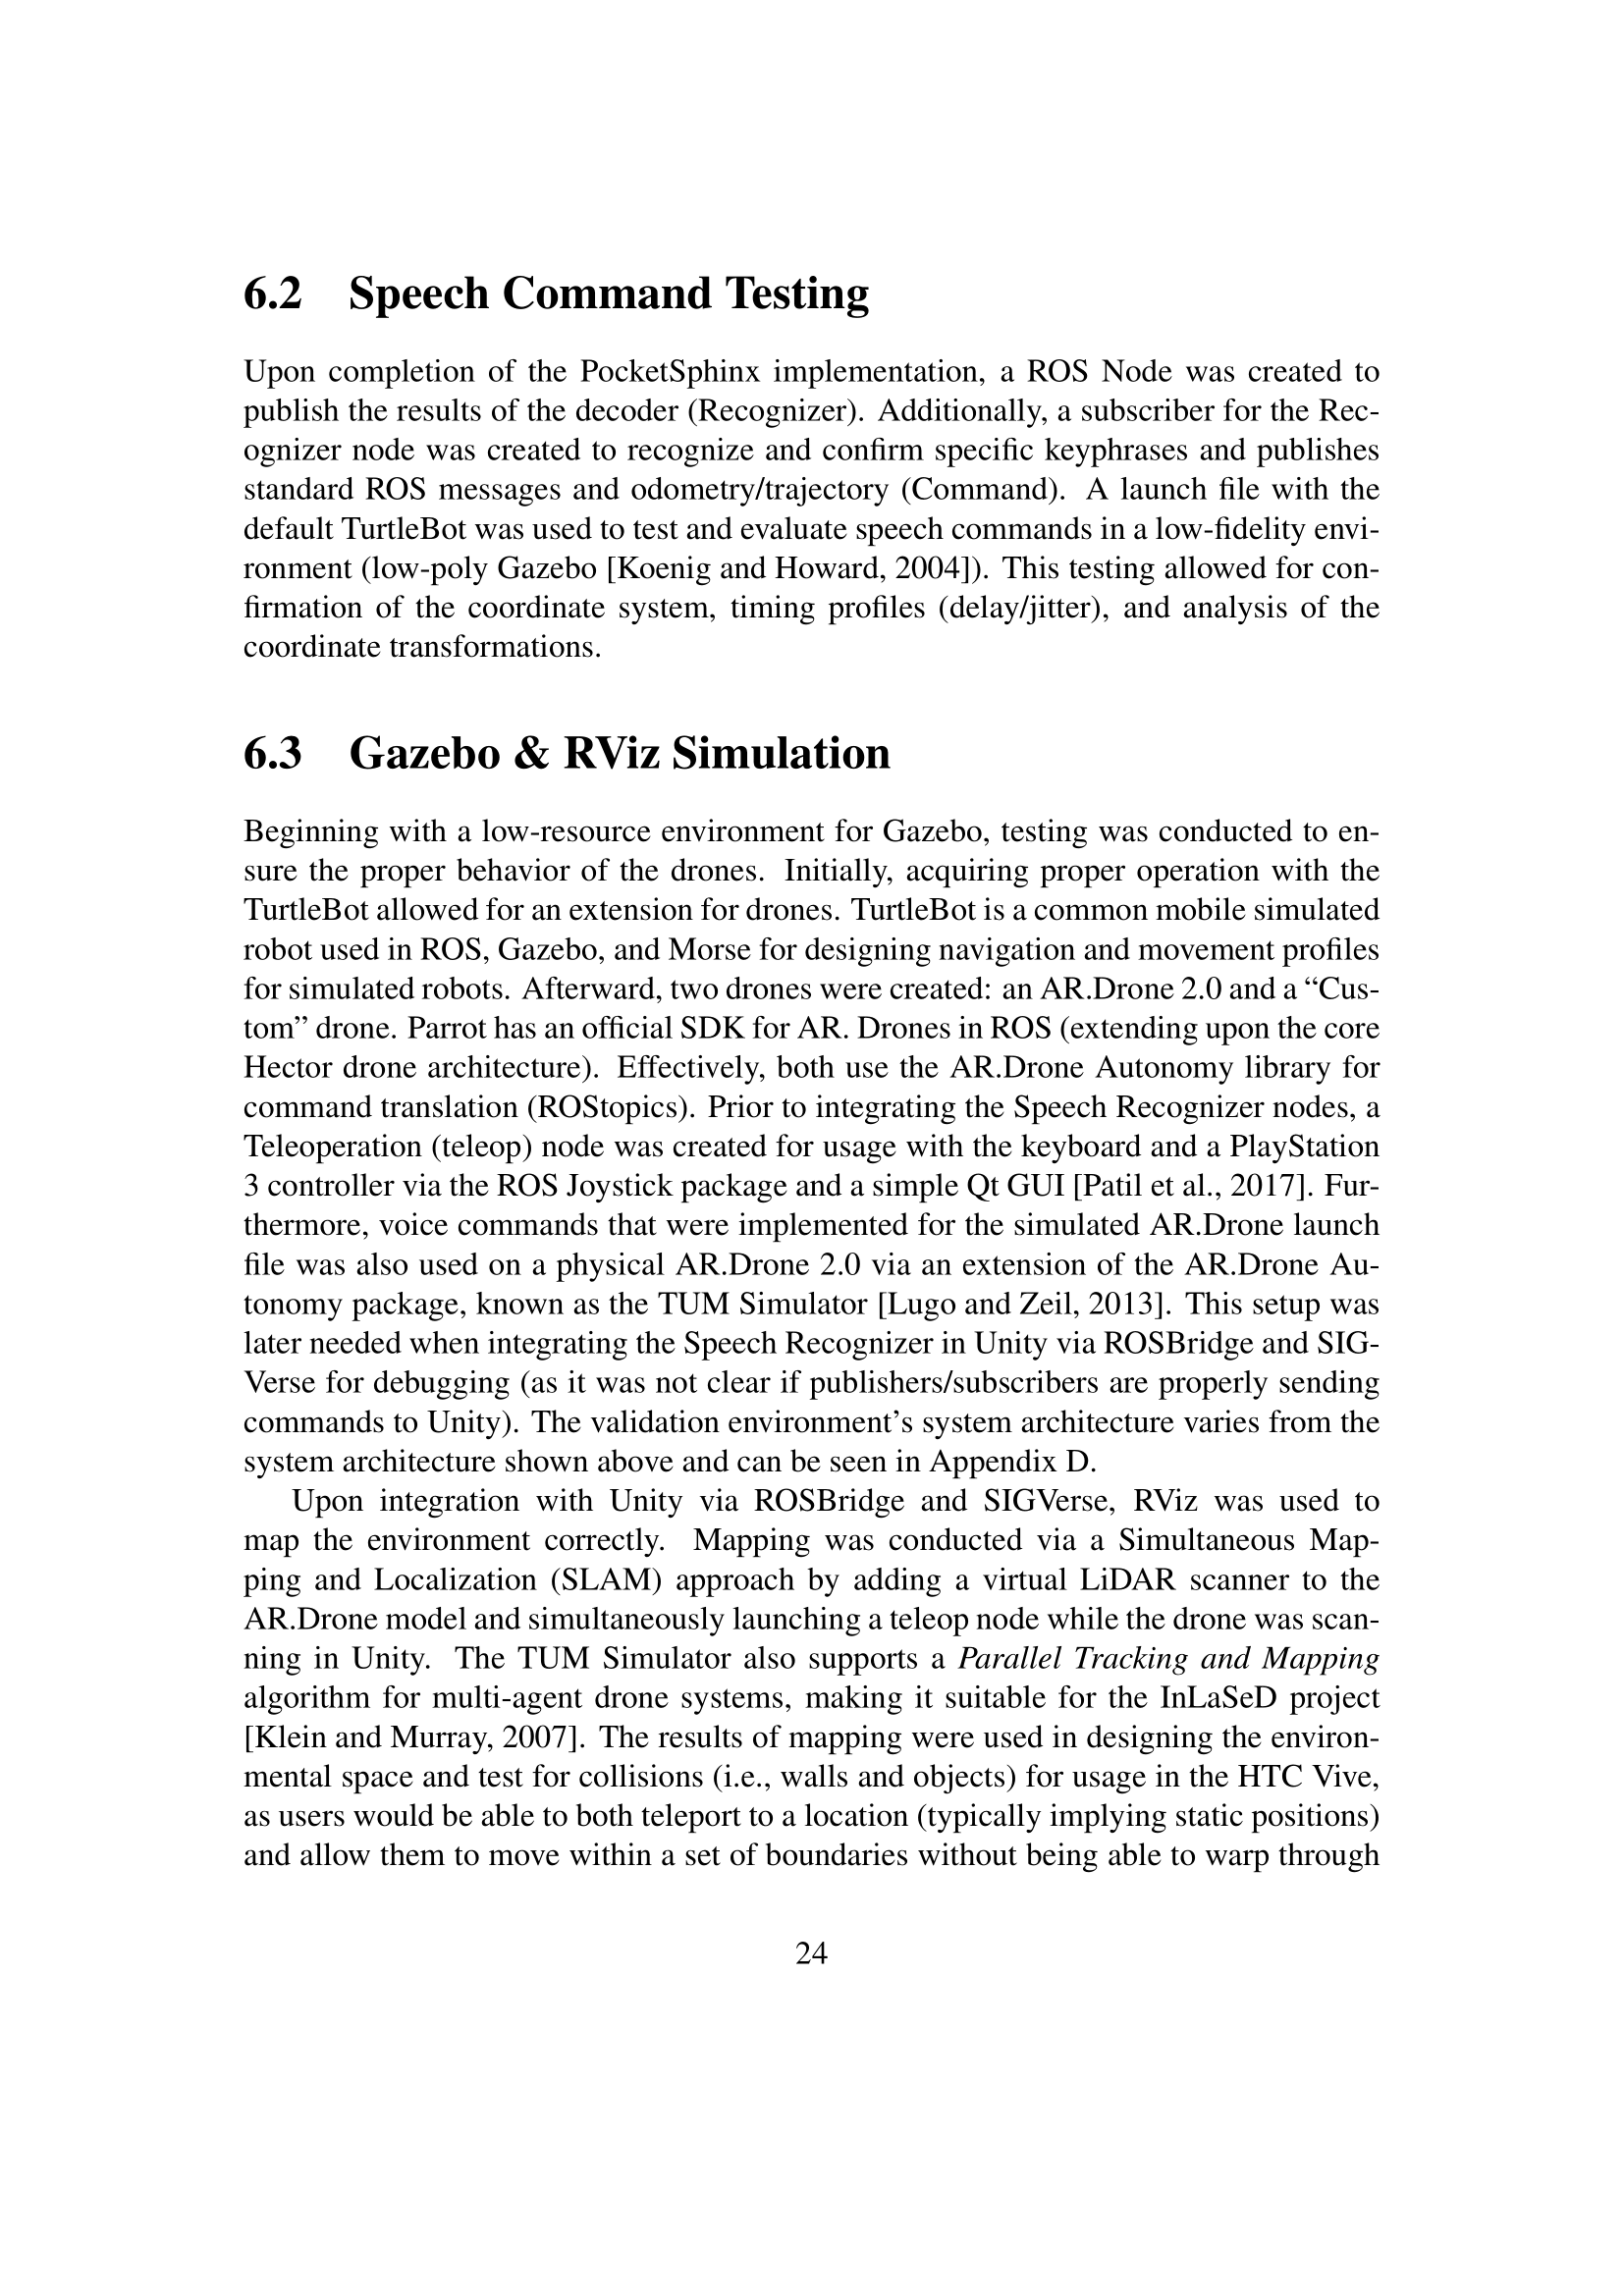 6.2 Speech Command Testing
Upon completion of the PocketSphinx implementation, a ROS Node was created to
publish the results of the decoder (Recognizer). Additionally, a subscriber for the Rec-
ognizer node was created to recognize and confirm specific keyphrases and publishes
standard ROS messages and odometry/trajectory (Command). A launch file with the
default TurtleBot was used to test and evaluate speech commands in a low-fidelity envi-
ronment (low-poly Gazebo [Koenig and Howard, 2004]). This testing allowed for con-
firmation of the coordinate system, timing profiles (delay/jitter), and analysis of the
coordinate transformations.
6.3 Gazebo & RViz Simulation
Beginning with a low-resource environment for Gazebo, testing was conducted to en-
sure the proper behavior of the drones. Initially, acquiring proper operation with the
TurtleBot allowed for an extension for drones. TurtleBot is a common mobile simulated
robot used in ROS, Gazebo, and Morse for designing navigation and movement profiles
for simulated robots. Afterward, two drones were created: an AR.Drone 2.0 and a “Cus-
tom” drone. Parrot has an official SDK for AR. Drones in ROS (extending upon the core
Hector drone architecture). Effectively, both use the AR.Drone Autonomy library for
command translation (ROStopics). Prior to integrating the Speech Recognizer nodes, a
Teleoperation (teleop) node was created for usage with the keyboard and a PlayStation
3 controller via the ROS Joystick package and a simple Qt GUI [Patil et al., 2017]. Fur-
thermore, voice commands that were implemented for the simulated AR.Drone launch
file was also used on a physical AR.Drone 2.0 via an extension of the AR.Drone Au-
tonomy package, known as the TUM Simulator [Lugo and Zeil, 2013]. This setup was
later needed when integrating the Speech Recognizer in Unity via ROSBridge and SIG-
Verse for debugging (as it was not clear if publishers/subscribers are properly sending
commands to Unity). The validation environment’s system architecture varies from the
system architecture shown above and can be seen in Appendix D.
Upon integration with Unity via ROSBridge and SIGVerse, RViz was used to
map the environment correctly. Mapping was conducted via a Simultaneous Map-
ping and Localization (SLAM) approach by adding a virtual LiDAR scanner to the
AR.Drone model and simultaneously launching a teleop node while the drone was scan-
ning in Unity. The TUM Simulator also supports a Parallel Tracking and Mapping
algorithm for multi-agent drone systems, making it suitable for the InLaSeD project
[Klein and Murray, 2007]. The results of mapping were used in designing the environ-
mental space and test for collisions (i.e., walls and objects) for usage in the HTC Vive,
as users would be able to both teleport to a location (typically implying static positions)
and allow them to move within a set of boundaries without being able to warp through
24